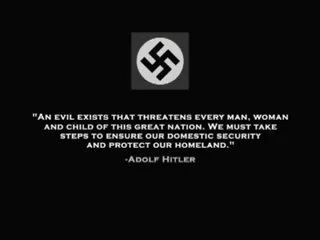 "An evil exists that threatens every man, woman
and child of this great nation. We must take
steps to ensure our domestic security
and protect our homeland."
-Adolf Hitler